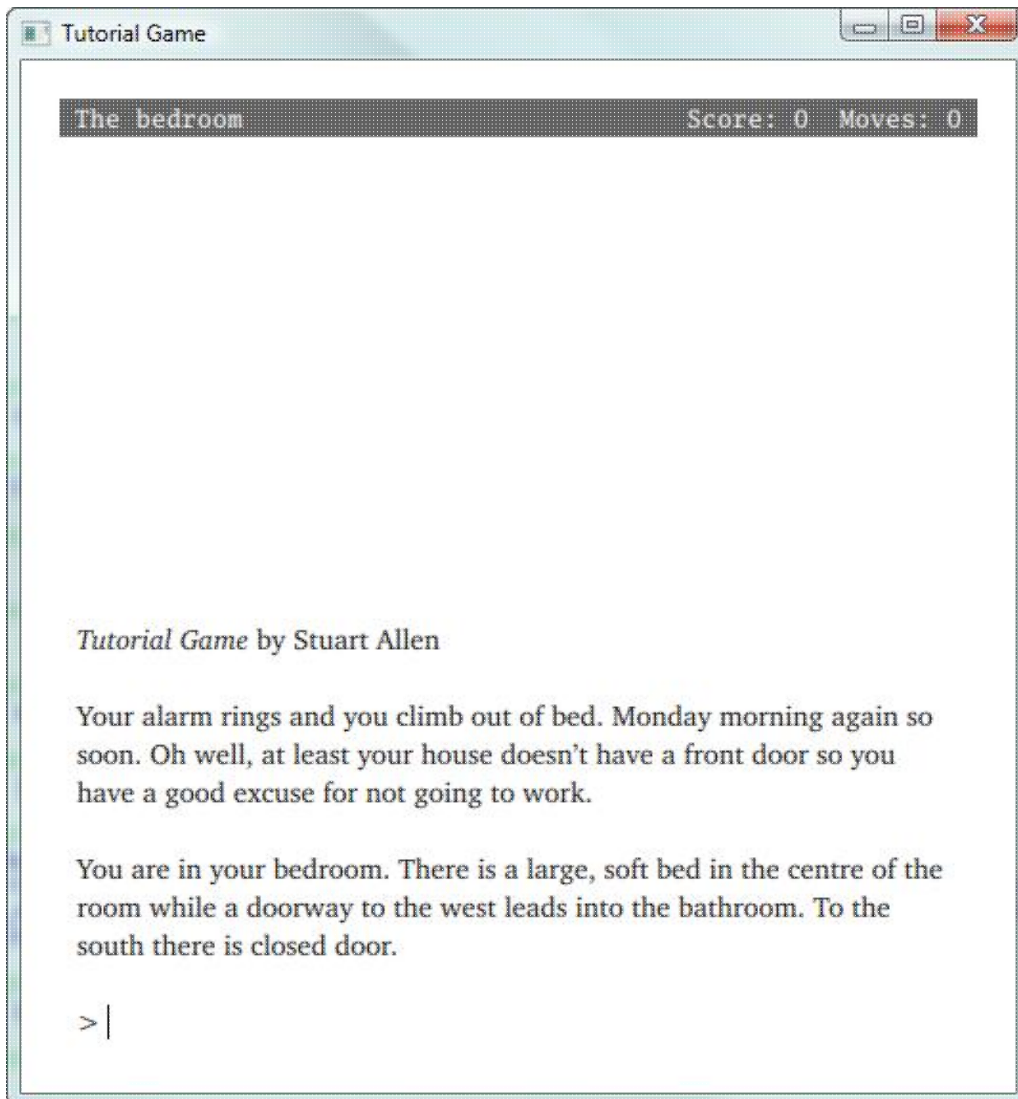 Tutorial Game
The bedroom Score: 0 Moves: 0
Tutorial Game by Stuart Allen
Your alarm rings and you climb out of bed. Monday morning again so
soon. Oh well, at least your house doesn’t have a front door so you
have a good excuse for not going to work.
You are in your bedroom. There is a large, soft bed in the centre of the
room while a doorway to the west leads into the bathroom. To the
south there is closed door.
>